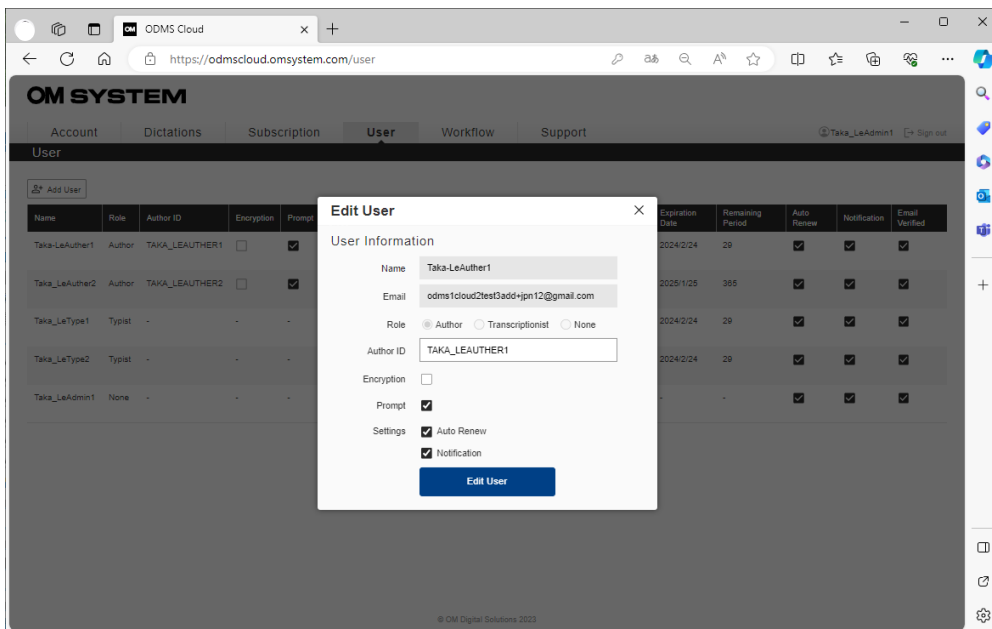 OM ODMS Cloud
https://odmscloud.omsystem.com/user
OM SYSTEM
Account Dictations Subscription User Workflow Support Taka_LeAdmin1 Sign out
User
Add User
Name Role Author ID Encryption Prompt Expiration Date Remaining Period Auto Renew Notification Email Verified
Taka-LeAuther1 Author TAKA_LEAUTHER1 2024/2/24 29
Taka_LeAuther2 Author TAKA_LEAUTHER2 2025/1/25 365
Taka_LeType1 Typist - - - 2024/2/24 29
Taka_LeType2 Typist - - - 2024/2/24 29
Taka_LeAdmin1 None - - - - -
Edit User
User Information
Name Taka-LeAuther1
Email odms1cloud2test3add+jpn12@gmail.com
Role Author Transcriptionist None
Author ID TAKA_LEAUTHER1
Encryption
Prompt
Settings Auto Renew
Notification
Edit User
© OM Digital Solutions 2023